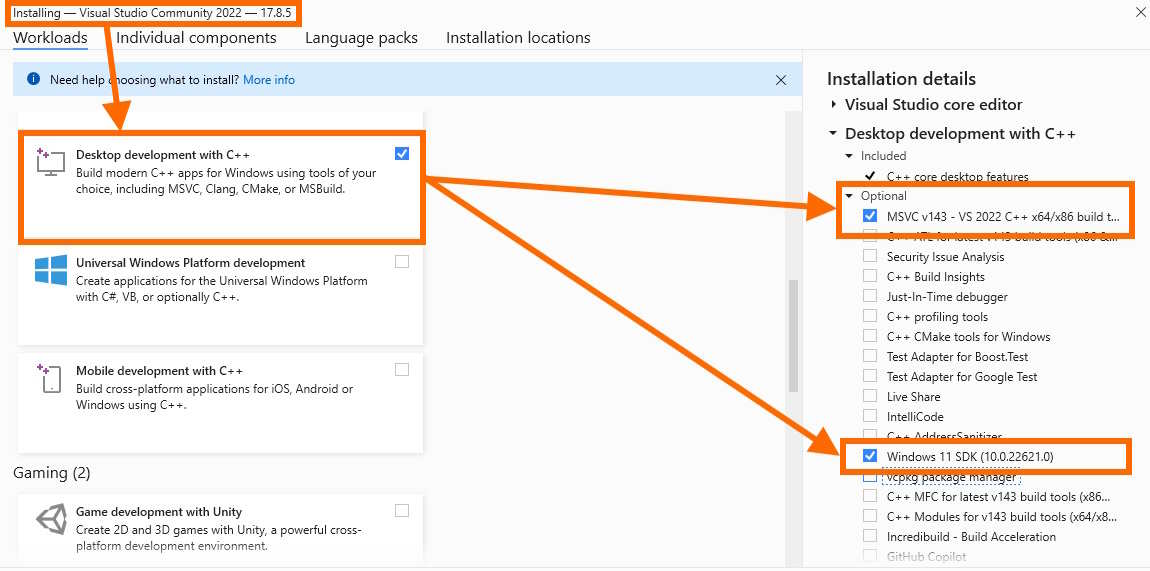 Installing — Visual Studio Community 2022 — 17.8.5
Workloads
Individual components
Language packs
Installation locations
Need help choosing what to install? More info
Desktop development with C++
Build modern C++ apps for Windows using tools of your
choice, including MSVC, Clang, CMake, or MSBuild.
Universal Windows Platform development
Create applications for the Universal Windows Platform
with C#, VB, or optionally C++.
Mobile development with C++
Build cross-platform applications for iOS, Android or
Windows using C++.
Gaming (2)
Game development with Unity
Create 2D and 3D games with Unity, a powerful cross-
platform development environment.
Installation details
Visual Studio core editor
Desktop development with C++
Included
C++ core desktop features
Optional
MSVC v143 - VS 2022 C++ x64/x86 build t...
C++ ATL for latest v143 build tools (x86 &...
Security Issue Analysis
C++ Build Insights
Just-In-Time debugger
C++ profiling tools
C++ CMake tools for Windows
Test Adapter for Boost.Test
Test Adapter for Google Test
Live Share
IntelliCode
C++ AddressSanitizer
Windows 11 SDK (10.0.22621.0)
vcpkg package manager
C++ MFC for latest v143 build tools (x86...
C++ Modules for v143 build tools (x64/x8...
Incredibuild - Build Acceleration
GitHub Copilot